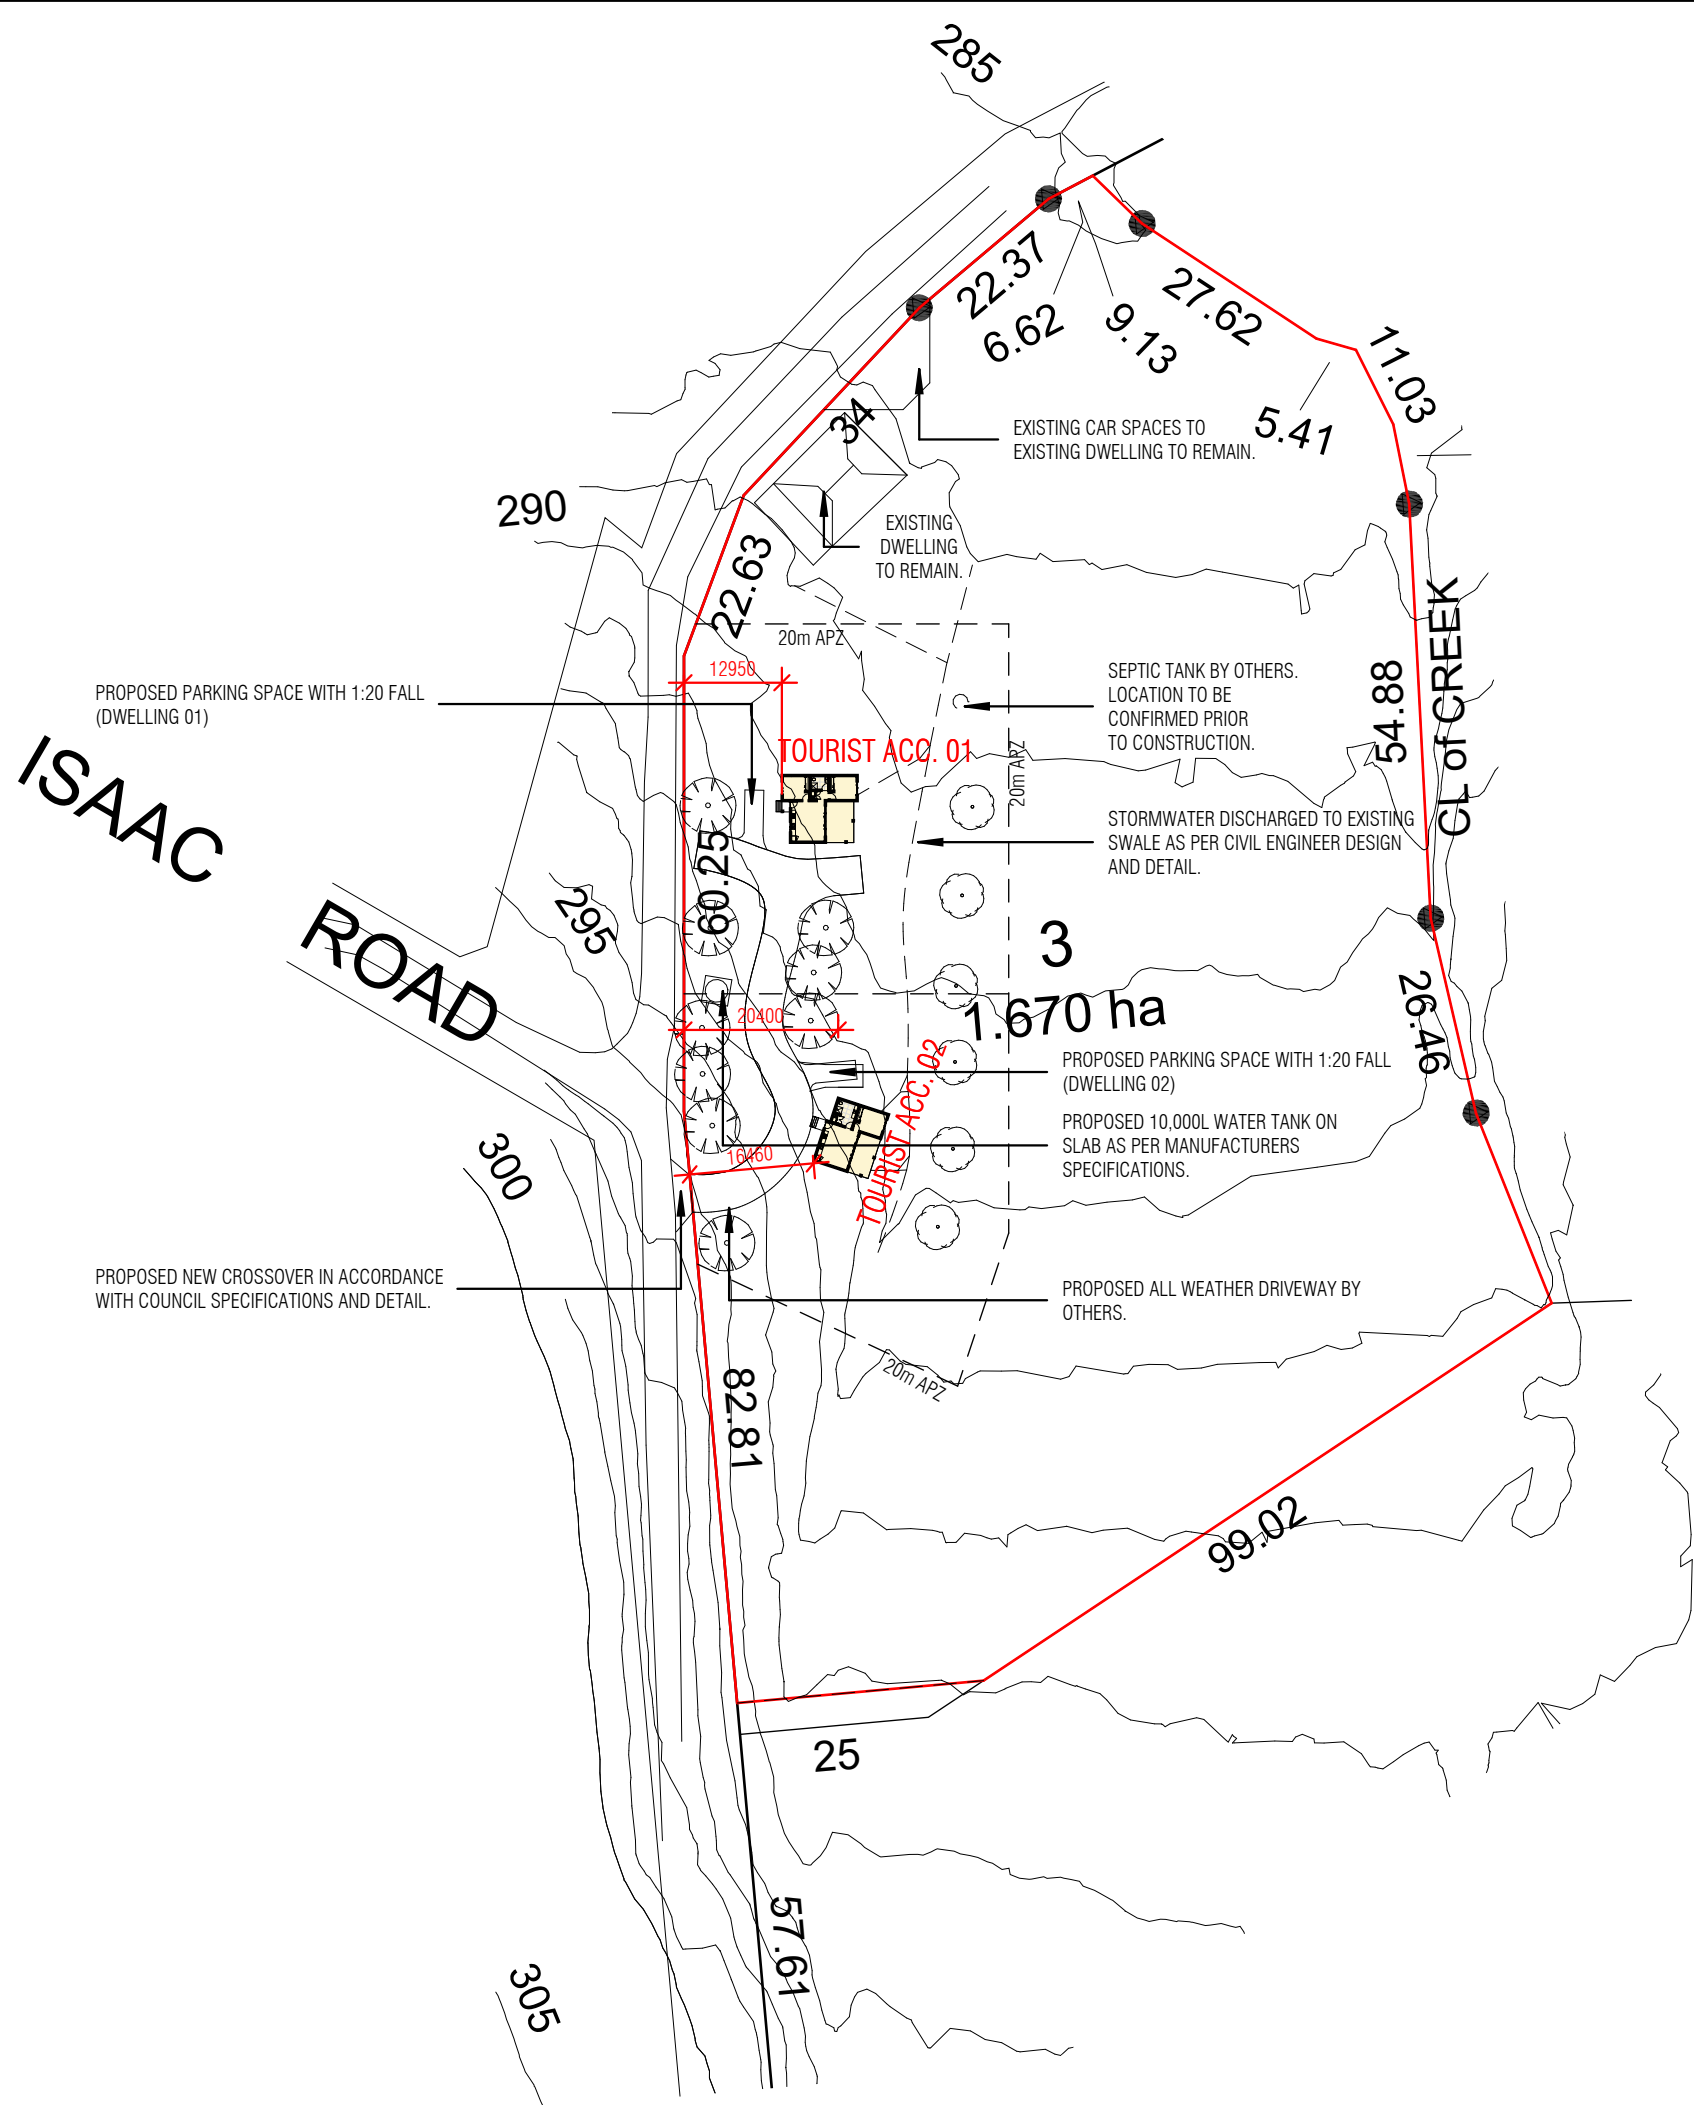 285
22.37
6.62
9.13
27.62
11.03
5.41
34
EXISTING CAR SPACES TO
EXISTING DWELLING TO REMAIN.
290
EXISTING
DWELLING
TO REMAIN.
22.63
20m APZ
12950
PROPOSED PARKING SPACE WITH 1:20 FALL
(DWELLING 01)
SEPTIC TANK BY OTHERS.
LOCATION TO BE
CONFIRMED PRIOR
TO CONSTRUCTION.
54.88
CL of CREEK
TOURIST ACC. 01
20m APZ
ISAAC
ROAD
STORMWATER DISCHARGED TO EXISTING
SWALE AS PER CIVIL ENGINEER DESIGN
AND DETAIL.
60.25
295
3
1.670 ha
26.46
20400
PROPOSED PARKING SPACE WITH 1:20 FALL
(DWELLING 02)
TOURIST ACC. 02
PROPOSED 10,000L WATER TANK ON
SLAB AS PER MANUFACTURERS
SPECIFICATIONS.
16460
300
PROPOSED NEW CROSSOVER IN ACCORDANCE
WITH COUNCIL SPECIFICATIONS AND DETAIL.
PROPOSED ALL WEATHER DRIVEWAY BY
OTHERS.
20m APZ
82.81
99.02
25
57.61
305